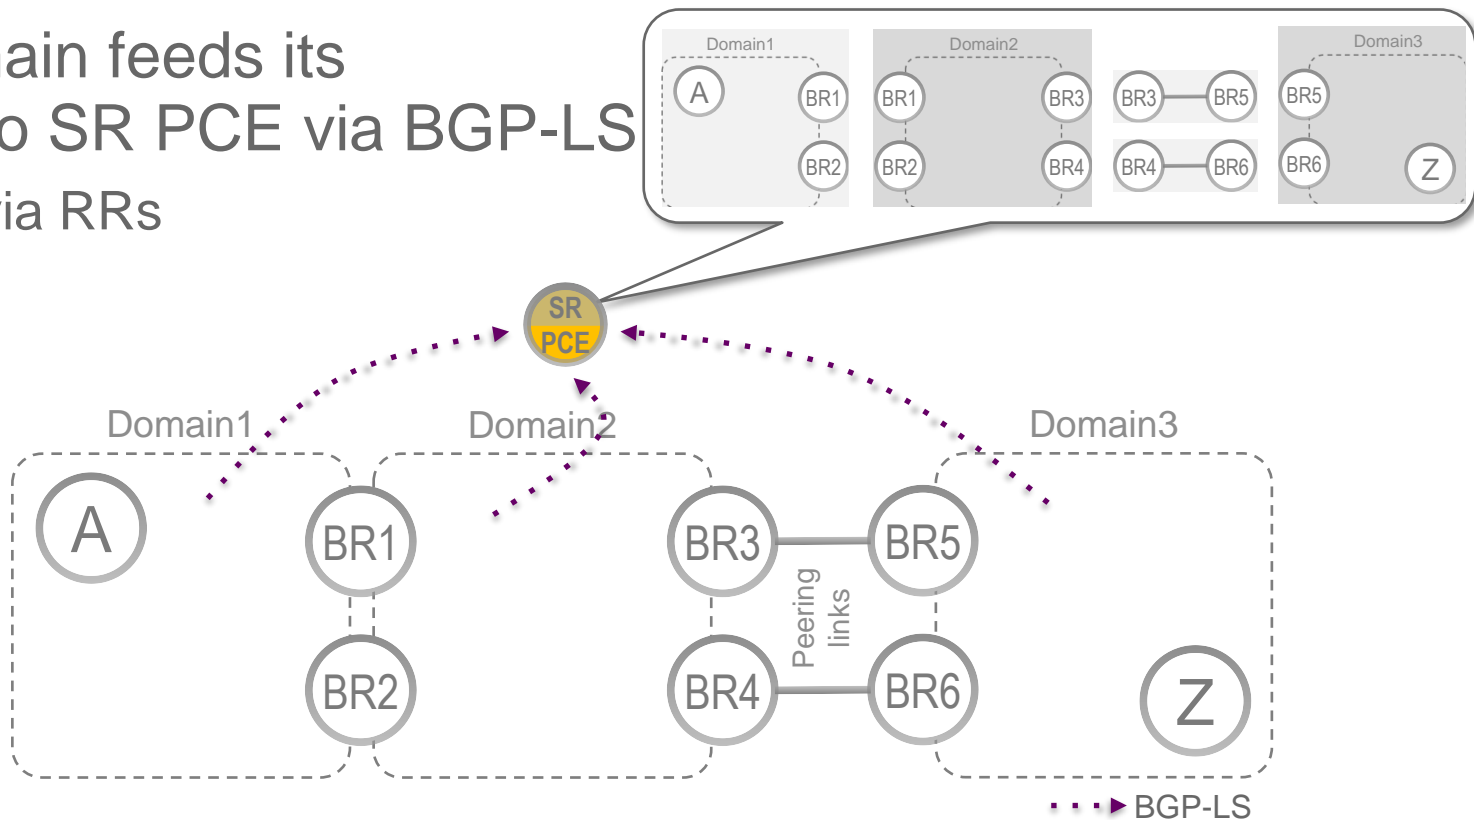 ain feeds its
o SR PCE via BGP-LS
via RRs
Domain1 Domain2 Domain3
A BR1 BR1 BR3 BR3 BR5 BR5
BR2 BR2 BR4 BR4 BR6 BR6 Z
SR
PCE
Domain1 Domain2 Domain3
A BR1 BR3 BR5
Peering
links
BR2 BR4 BR6 Z
BGP-LS